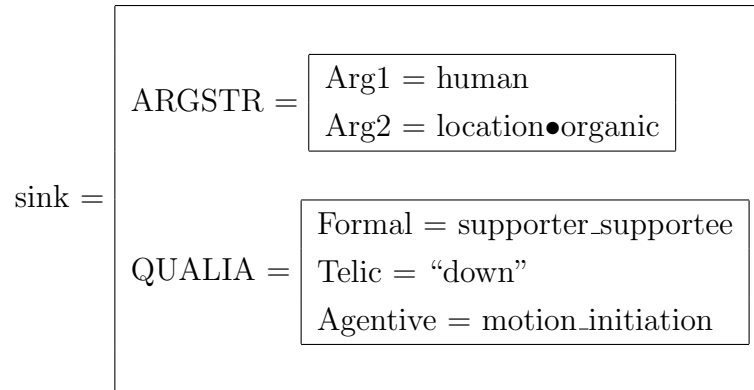 Arg1 = human
ARGSTR =
Arg2 = location●organic
sink =
Formal = supporter_supportee
QUALIA = Telic = “down”
Agentive = motion_initiation